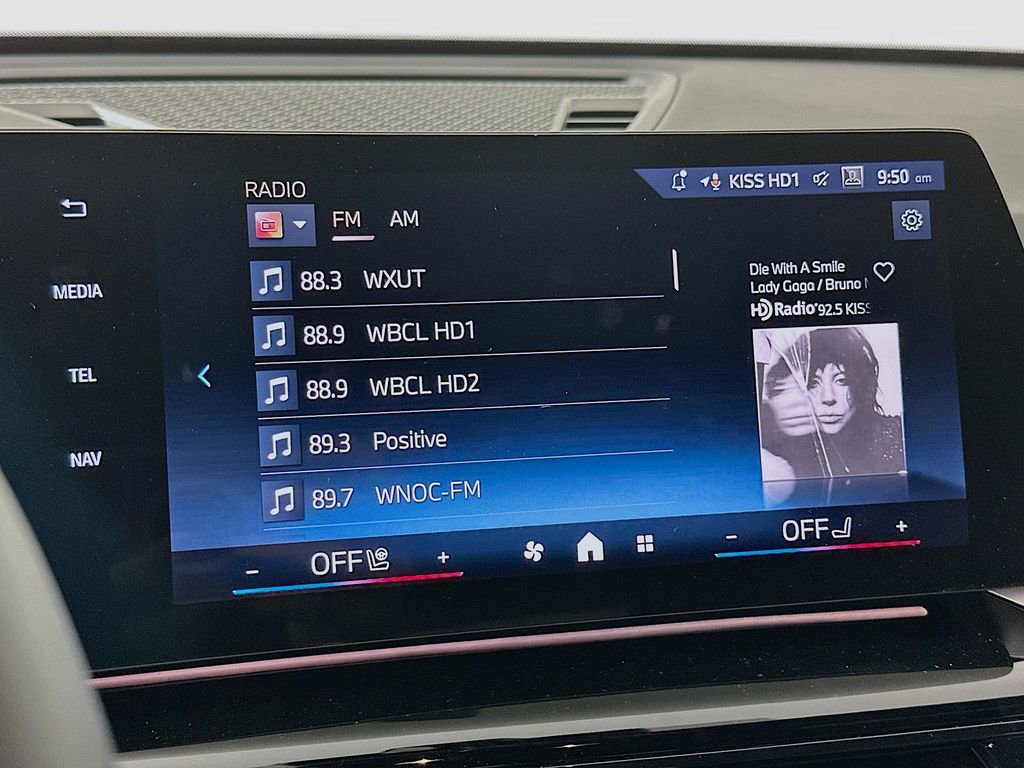 RADIO
KISS HD1
9:50 am
FM AM
MEDIA
TEL
NAV
88.3 WXUT
88.9 WBCL HD1
88.9 WBCL HD2
89.3 Positive
89.7 WNOC-FM
Die With A Smile
Lady Gaga / Bruno
HD Radio 92.5 KISS
- OFF +
- OFF +